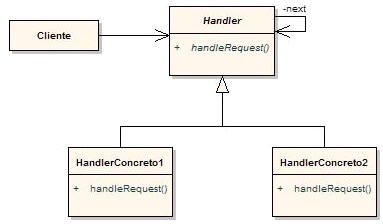 Handler
-next
Cliente
+ handleRequest()
HandlerConcreto1
+ handleRequest()
HandlerConcreto2
+ handleRequest()